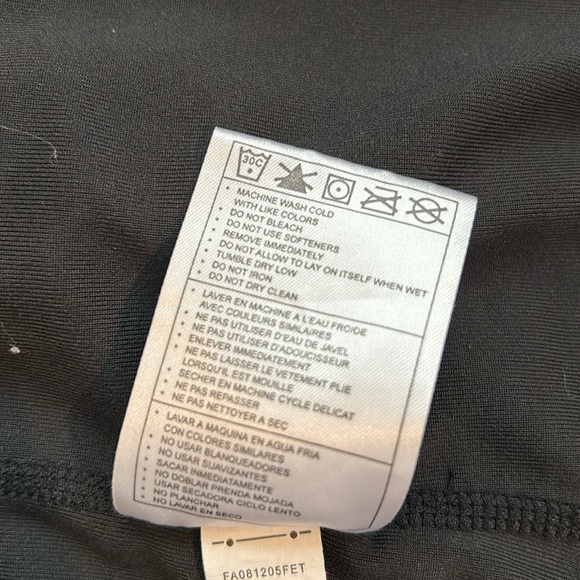 30C
• MACHINE WASH COLD
WITH LIKE COLORS
• DO NOT BLEACH
• DO NOT USE SOFTENERS
• REMOVE IMMEDIATELY
• DO NOT ALLOW TO LAY ON ITSELF WHEN WET
• TUMBLE DRY LOW
• DO NOT IRON
• DO NOT DRY CLEAN
• LAVER EN MACHINE A L'EAU FROIDE
AVEC COULEURS SIMILAIRES
• NE PAS UTILISER D'EAU DE JAVEL
• NE PAS UTILISER D'ADOUCISSEUR
• ENLEVER IMMEDIATEMENT
• NE PAS LAISSER LE VETEMENT PLIE
LORSQU'IL EST MOUILLE
• SECHER EN MACHINE CYCLE DELICAT
• NE PAS REPASSER
• NE PAS NETTOYER A SEC
• LAVAR A MAQUINA EN AGUA FRIA
CON COLORES SIMILARES
• NO USAR BLANQUEADORES
• NO USAR SUAVIZANTES
• SACAR INMEDIATAMENTE
• NO DOBLAR PRENDA MOJADA
• USAR SECADORA CICLO LENTO
• NO PLANCHAR
• NO LAVAR EN SECO
FA081205FET